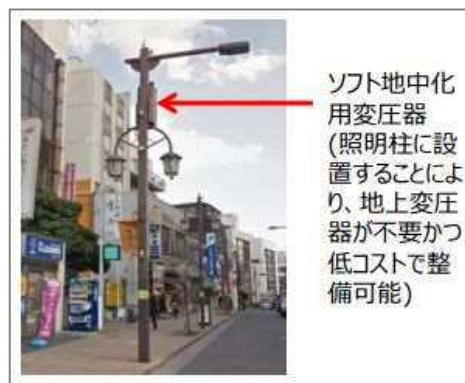 ソフト地中化
用変圧器
(照明柱に設
置することによ
り、地上変圧
器が不要かつ
低コストで整
備可能)